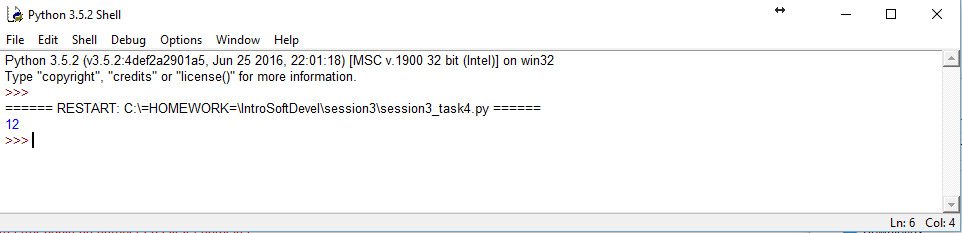 Python 3.5.2 Shell
File Edit Shell Debug Options Window Help
Python 3.5.2 (v3.5.2:4def2a2901a5, Jun 25 2016, 22:01:18) [MSC v.1900 32 bit (Intel)] on win32
Type "copyright", "credits" or "license()" for more information.
>>>
====== RESTART: C:\=HOMEWORK=\IntroSoftDevel\session3\session3_task4.py ======
12
>>>
Ln: 6 Col: 4